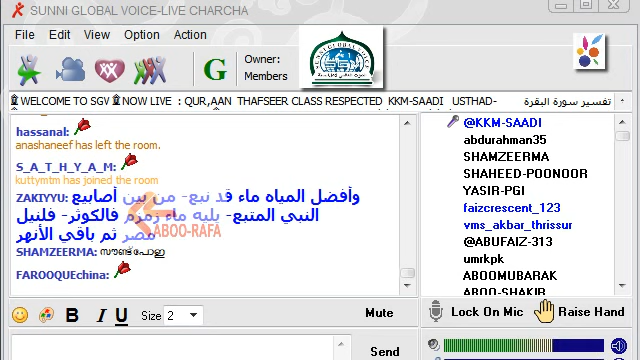 SUNNI GLOBAL VOICE-LIVE CHARCHA
File Edit View Option Action
G Owner:
Members
WELCOME TO SGV NOW LIVE : QUR,AAN THAFSEER CLASS RESPECTED KKM-SAADI USTHAD- تفسير سورة البقرة
hassanal:
anashaneef has left the room.
S_A_T_H_Y_A_M:
kuttymtm has joined the room
ZAKIYYU: وأفضل المياه ماء قد نبع- من بين أصابيع
النبي المتبع- يليه ماء زمزم فالكوثر- فلنيل
مصر ثم باقي الأنهر
ABOO-RAFA
SHAMZEERMA: സൗണ്ട് പോഇ
FAROOQUEchina:
@KKM-SAADI
abdurahman35
SHAMZEERMA
SHAHEED-POONOOR
YASIR-PGI
faizcrescent_123
vms_akbar_thrissur
@ABUFAIZ-313
umrkpk
ABOOMUBARAK
ABOO-SHAKIR
B I U Size 2 Mute
Lock On Mic Raise Hand
Send